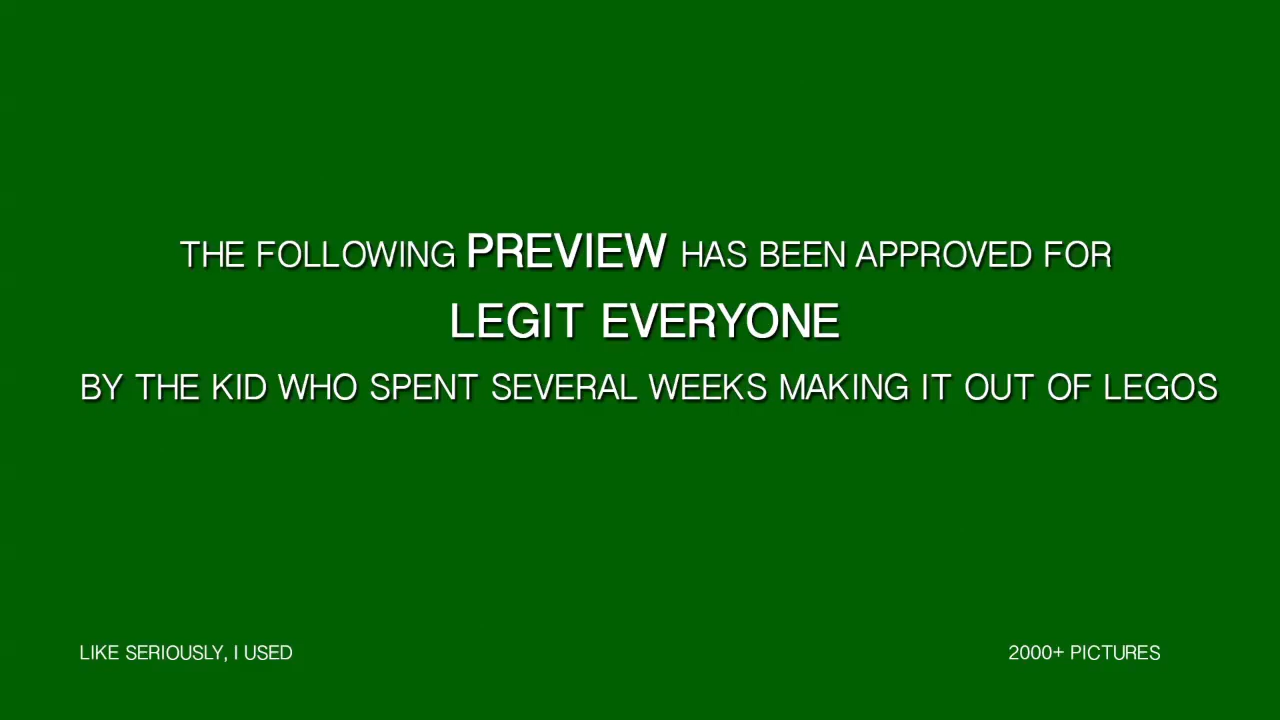 THE FOLLOWING PREVIEW HAS BEEN APPROVED FOR
LEGIT EVERYONE
BY THE KID WHO SPENT SEVERAL WEEKS MAKING IT OUT OF LEGOS
LIKE SERIOUSLY, I USED
2000+ PICTURES